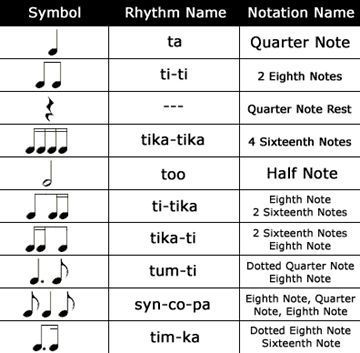 Symbol Rhythm Name Notation Name
ta Quarter Note
ti-ti 2 Eighth Notes
--- Quarter Note Rest
tika-tika 4 Sixteenth Notes
too Half Note
ti-tika Eighth Note
2 Sixteenth Notes
tika-ti 2 Sixteenth Notes
Eighth Note
tum-ti Dotted Quarter Note
Eighth Note
syn-co-pa Eighth Note, Quarter
Note, Eighth Note
tim-ka Dotted Eighth Note
Sixteenth Note